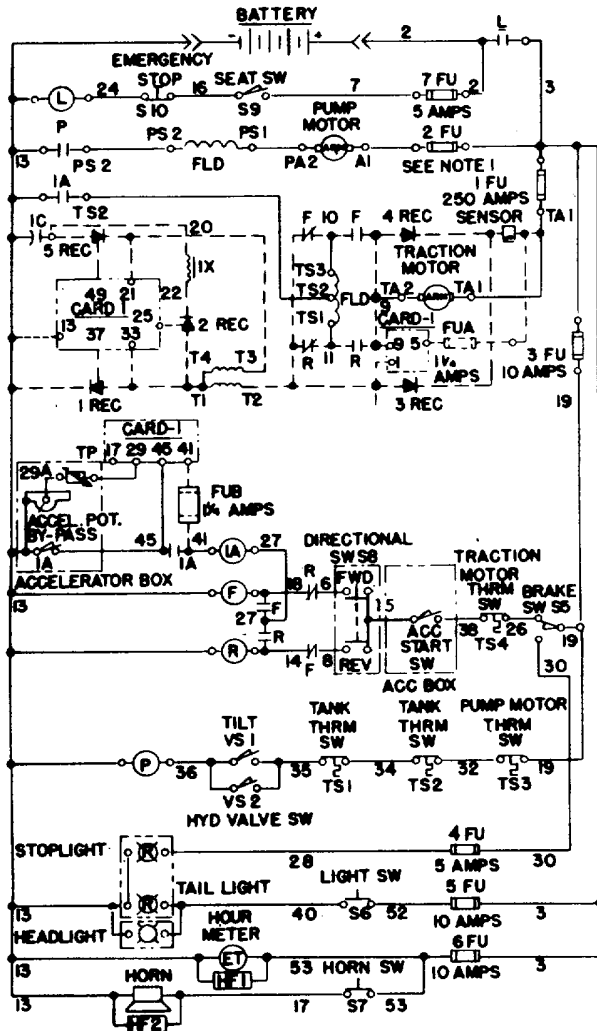 BATTERY
- +
2
L
EMERGENCY
STOP
SEAT SW
L
24
16
7
7 FU
2
S10
S9
5 AMPS
3
PUMP
MOTOR
P
PS 2
PS1
2 FU
13
PS 2
FLD
PA2
ARM
A1
SEE NOTE 1
1A
1 FU
250 AMPS
TS2
SENSOR
TA1
1C
20
F
10
F
4 REC
5 REC
TRACTION
MOTOR
1X
TS3
49
21
22
TS2
FLD
TA2
ARM
TA1
CARD 1
25
TS1
9
CARD-1
13
37
33
2 REC
9 5
FUA
3 FU
10 AMPS
R
11
R
1¼
AMPS
T4
T3
1 REC
T1
T2
3 REC
19
CARD-1
TP
17 29 45 41
29A
FUB
1¼ AMPS
ACCEL. POT.
BY-PASS
45
41
27
1A
1A
1A
ACCELERATOR BOX
DIRECTIONAL
SW S8
TRACTION
MOTOR
THRM
SW
BRAKE
SW S5
13
F
18
R
6
FWD
15
27
F
R
ACC
START
SW
38
26
19
TS4
R
14
F
8
REV
30
ACC BOX
TILT
VS 1
TANK
THRM
SW
TANK
THRM
SW
PUMP MOTOR
THRM
SW
P
36
35
34
32
19
VS 2
TS1
TS2
TS3
HYD VALVE SW
STOPLIGHT
R
4 FU
28
5 AMPS
30
R
TAIL LIGHT
LIGHT SW
5 FU
13
40
S6
52
10 AMPS
3
HEADLIGHT
HOUR
METER
6 FU
13
ET
53
HORN SW
10 AMPS
3
HF1
HORN
13
17
S7
53
HF2